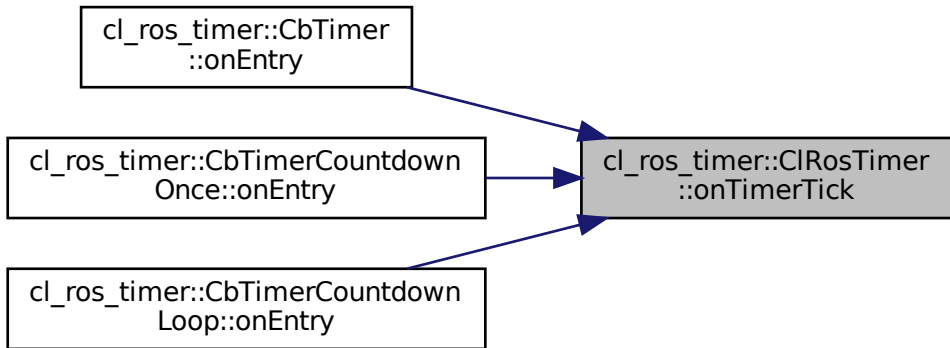 cl_ros_timer::CbTimer
::onEntry
cl_ros_timer::CbTimerCountdown
Once::onEntry
cl_ros_timer::CbTimerCountdown
Loop::onEntry
cl_ros_timer::ClRosTimer
::onTimerTick